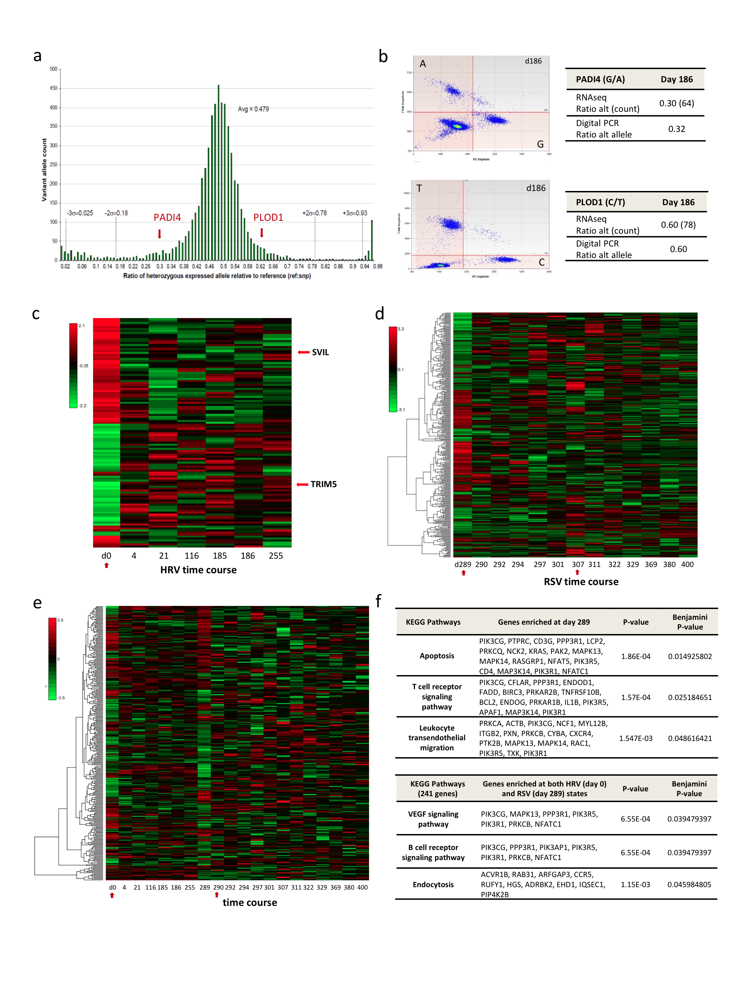 a
500
450
400
350
300
250
200
150
100
50
0
Variant allele count
Avg = 0.479
-3σ=0.025
-2σ=0.18
PADI4
PLOD1
+2σ=0.78
+3σ=0.93
0.02 0.06 0.1 0.14 0.18 0.22 0.26 0.3 0.34 0.38 0.42 0.46 0.5 0.54 0.58 0.62 0.66 0.7 0.74 0.78 0.82 0.86 0.9 0.94 0.98
Ratio of heterozygous expressed allele relative to reference (ref:snp)
b
A
d186
G
FAM Amplitude
VIC Amplitude
PADI4 (G/A) Day 186
RNAseq
Ratio alt (count)
0.30 (64)
Digital PCR
Ratio alt allele
0.32
T
d186
C
FAM Amplitude
VIC Amplitude
PLOD1 (C/T) Day 186
RNAseq
Ratio alt (count)
0.60 (78)
Digital PCR
Ratio alt allele
0.60
c
2.1
-0.05
-2.2
SVIL
TRIM5
d0 4 21 116 185 186 255
HRV time course
d
3.3
0.1
-3.1
d289 290 292 294 297 301 307 311 322 329 369 380 400
RSV time course
e
3.5
0
-3.5
d0 4 21 116 185 186 255 289 290 292 294 297 301 307 311 322 329 369 380 400
time course
f
KEGG Pathways Genes enriched at day 289 P-value Benjamini
P-value
Apoptosis
PIK3CG, PTPRC, CD3G, PPP3R1, LCP2,
PRKCQ, NCK2, KRAS, PAK2, MAPK13,
MAPK14, RASGRP1, NFAT5, PIK3R5,
CD4, MAP3K14, PIK3R1, NFATC1
1.86E-04
0.014925802
T cell receptor
signaling
pathway
PIK3CG, CFLAR, PPP3R1, ENDOD1,
FADD, BIRC3, PRKAR2B, TNFRSF10B,
BCL2, ENDOG, PRKAR1B, IL1B, PIK3R5,
APAF1, MAP3K14, PIK3R1
1.57E-04
0.025184651
Leukocyte
transendothelial
migration
PRKCA, ACTB, PIK3CG, NCF1, MYL12B,
ITGB2, PXN, PRKCB, CYBA, CXCR4,
PTK2B, MAPK13, MAPK14, RAC1,
PIK3R5, TXK, PIK3R1
1.547E-03
0.048616421
KEGG Pathways
(241 genes)
Genes enriched at both HRV (day 0)
and RSV (day 289) states
P-value
Benjamini
P-value
VEGF signaling
pathway
PIK3CG, MAPK13, PPP3R1, PIK3R5,
PIK3R1, PRKCB, NFATC1
6.55E-04
0.039479397
B cell receptor
signaling pathway
PIK3CG, PPP3R1, PIK3AP1, PIK3R5,
PIK3R1, PRKCB, NFATC1
6.55E-04
0.039479397
Endocytosis
ACVR1B, RAB31, ARFGAP3, CCR5,
RUFY1, HGS, ADRBK2, EHD1, IQSEC1,
PIP4K2B
1.15E-03
0.045984805